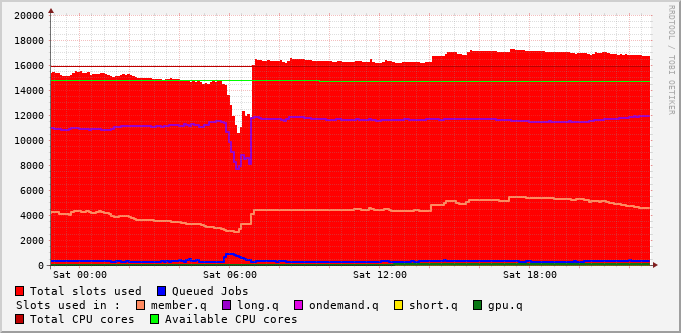 20000
18000
16000
14000
12000
10000
8000
6000
4000
2000
0
Sat 00:00 Sat 06:00 Sat 12:00 Sat 18:00
RRDTOOL / TOBI OETIKER
Total slots used Queued Jobs
Slots used in : member.q long.q ondemand.q short.q gpu.q
Total CPU cores Available CPU cores